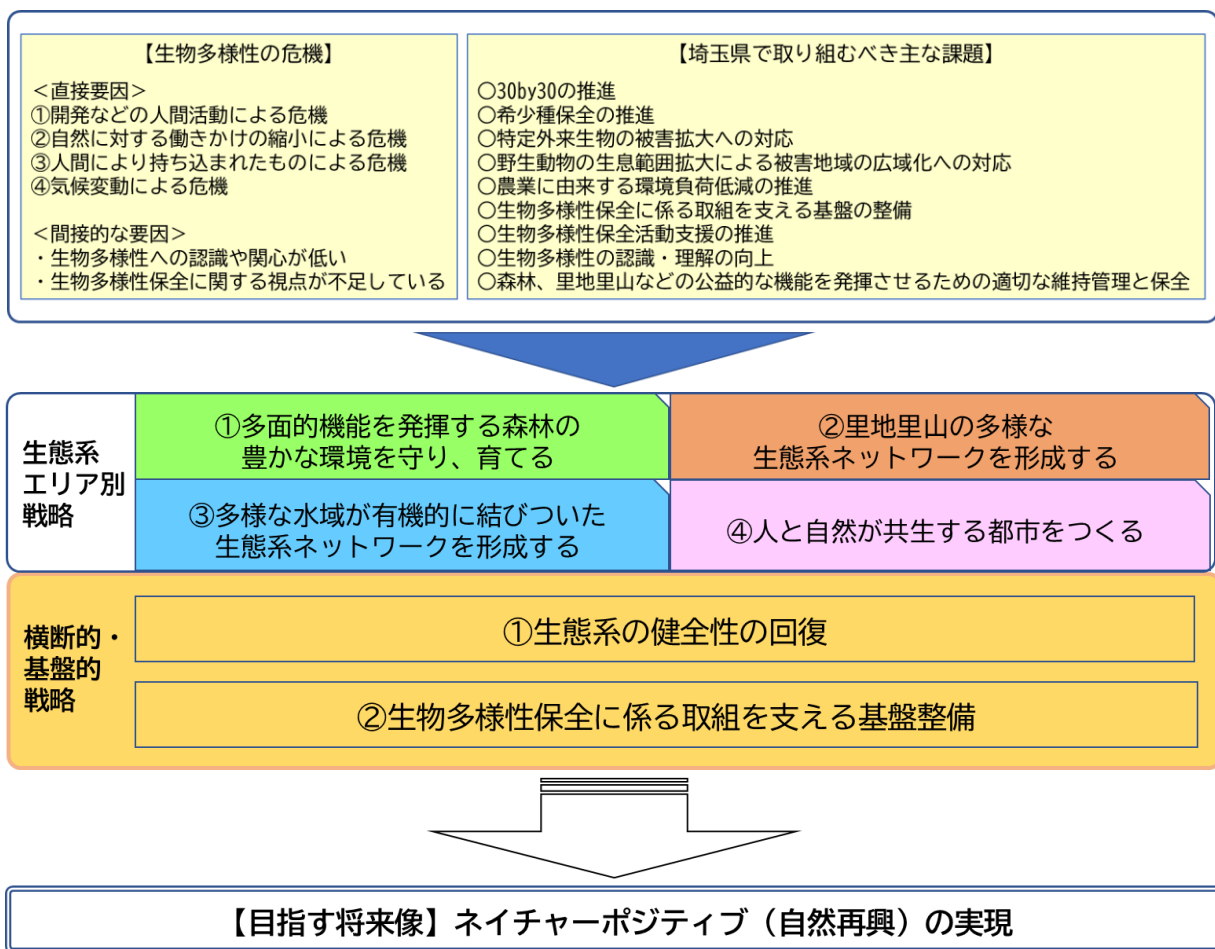 【生物多様性の危機】
<直接要因>
①開発などの人間活動による危機
②自然に対する働きかけの縮小による危機
③人間により持ち込まれたものによる危機
④気候変動による危機
<間接的な要因>
・生物多様性への認識や関心が低い
・生物多様性保全に関する視点が不足している
【埼玉県で取り組むべき主な課題】
○30by30の推進
○希少種保全の推進
○特定外来生物の被害拡大への対応
○野生動物の生息範囲拡大による被害地域の広域化への対応
○農業に由来する環境負荷低減の推進
○生物多様性保全に係る取組を支える基盤の整備
○生物多様性保全活動支援の推進
○生物多様性の認識・理解の向上
○森林、里地里山などの公益的な機能を発揮させるための適切な維持管理と保全
生態系
エリア別
戦略
①多面的機能を発揮する森林の
豊かな環境を守り、育てる
②里地里山の多様な
生態系ネットワークを形成する
③多様な水域が有機的に結びついた
生態系ネットワークを形成する
④人と自然が共生する都市をつくる
横断的・
基盤的
戦略
①生態系の健全性の回復
②生物多様性保全に係る取組を支える基盤整備
【目指す将来像】ネイチャーポジティブ（自然再興）の実現